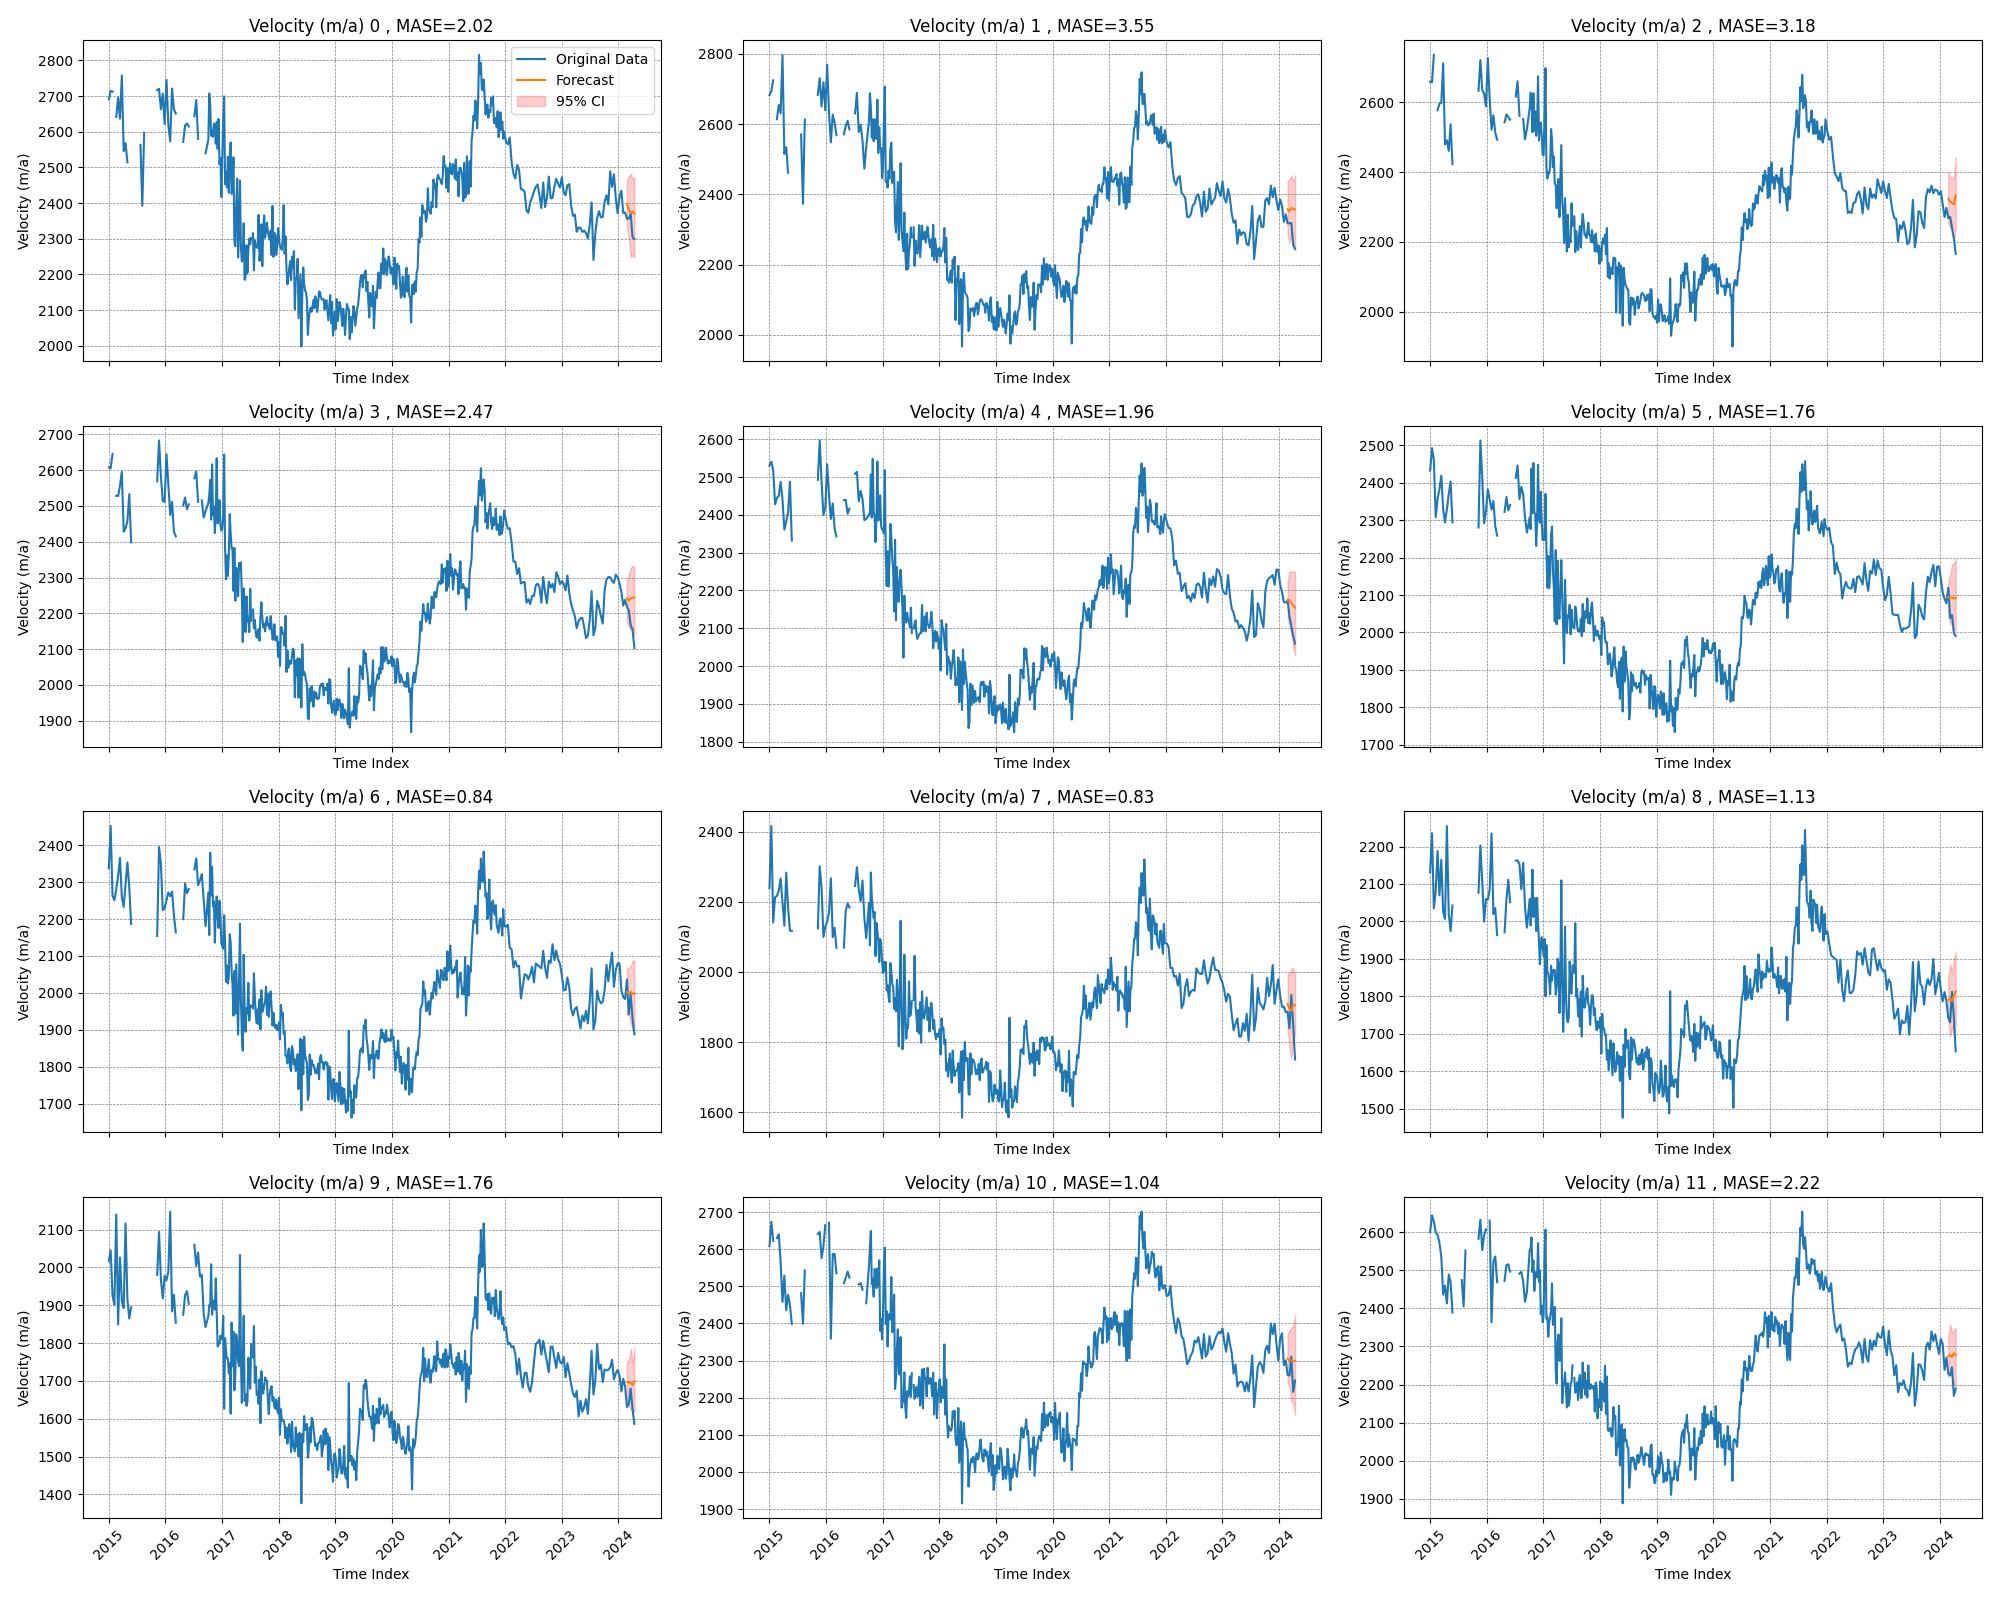 Velocity (m/a) 0 , MASE=2.02
Velocity (m/a) 1 , MASE=3.55
Velocity (m/a) 2 , MASE=3.18
Original Data
Forecast
95% CI
Velocity (m/a)
2800
2700
2600
2500
2400
2300
2200
2100
2000
Time Index
Velocity (m/a)
2800
2600
2400
2200
2000
Time Index
Velocity (m/a)
2600
2400
2200
2000
Time Index
Velocity (m/a) 3 , MASE=2.47
Velocity (m/a) 4 , MASE=1.96
Velocity (m/a) 5 , MASE=1.76
Velocity (m/a)
2700
2600
2500
2400
2300
2200
2100
2000
1900
Time Index
Velocity (m/a)
2600
2500
2400
2300
2200
2100
2000
1900
1800
Time Index
Velocity (m/a)
2500
2400
2300
2200
2100
2000
1900
1800
1700
Time Index
Velocity (m/a) 6 , MASE=0.84
Velocity (m/a) 7 , MASE=0.83
Velocity (m/a) 8 , MASE=1.13
Velocity (m/a)
2400
2300
2200
2100
2000
1900
1800
1700
Time Index
Velocity (m/a)
2400
2200
2000
1800
1600
Time Index
Velocity (m/a)
2200
2100
2000
1900
1800
1700
1600
1500
Time Index
Velocity (m/a) 9 , MASE=1.76
Velocity (m/a) 10 , MASE=1.04
Velocity (m/a) 11 , MASE=2.22
Velocity (m/a)
2100
2000
1900
1800
1700
1600
1500
1400
2015 2016 2017 2018 2019 2020 2021 2022 2023 2024
Time Index
Velocity (m/a)
2700
2600
2500
2400
2300
2200
2100
2000
1900
2015 2016 2017 2018 2019 2020 2021 2022 2023 2024
Time Index
Velocity (m/a)
2600
2500
2400
2300
2200
2100
2000
1900
2015 2016 2017 2018 2019 2020 2021 2022 2023 2024
Time Index